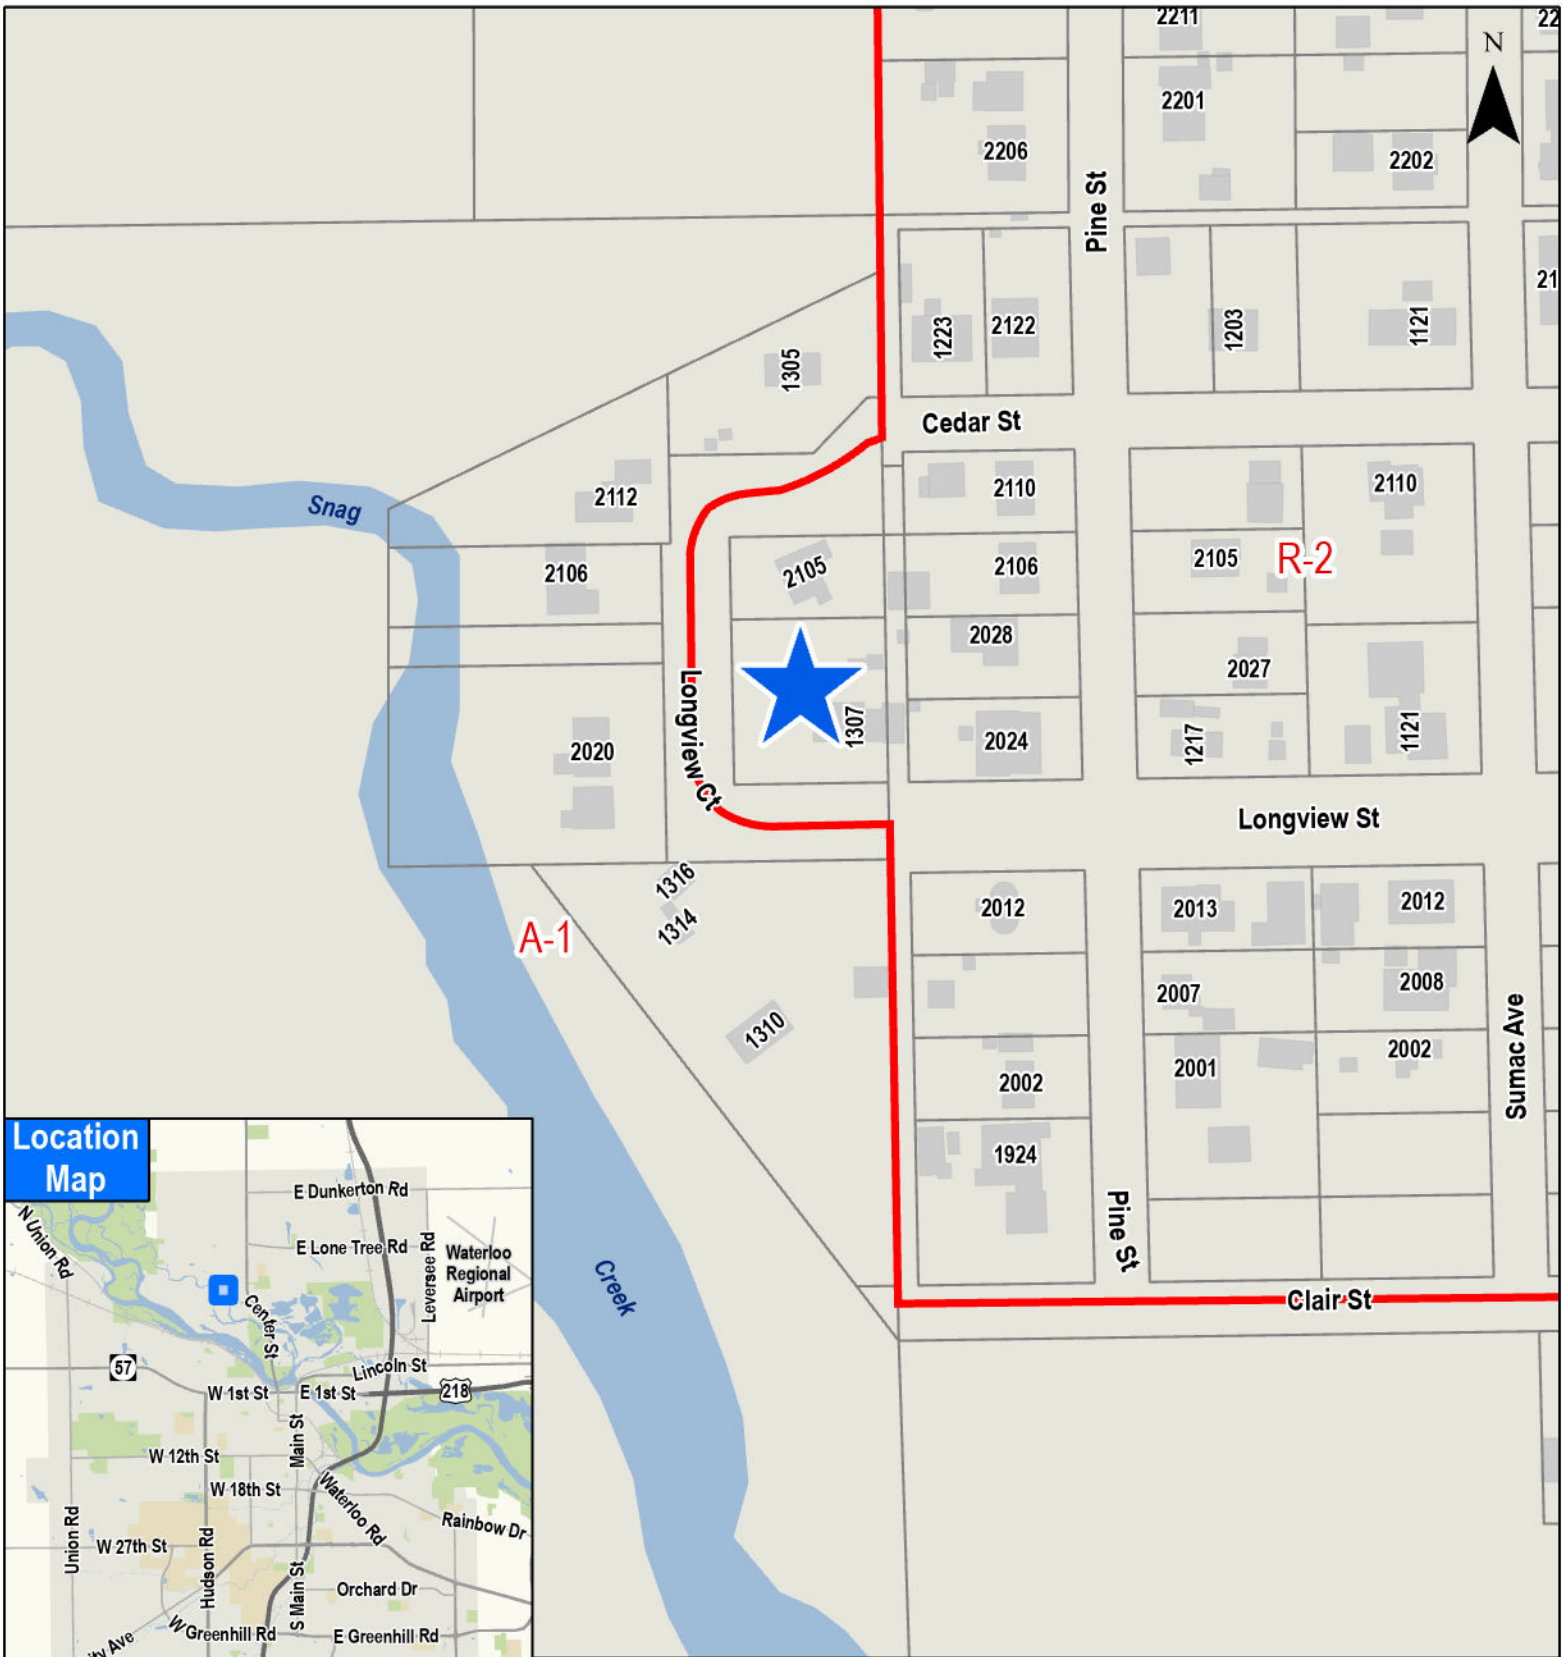 2211
22
N
2201
2206
2202
Pine St
21
1223
2122
1203
1121
1305
Cedar St
2112
Snag
2110
2110
2106
2105
2106
2105
R-2
2028
2027
Longview Ct
1307
2020
2024
1217
1121
Longview St
1316
1314
2012
2013
2012
A-1
2007
2008
1310
2002
2001
2002
Sumac Ave
1924
Pine St
Creek
Clair St
Location
Map
E Dunkerton Rd
N Union Rd
E Lone Tree Rd
Leversee Rd
Waterloo
Regional
Airport
Center St
57
Lincoln St
W 1st St
E 1st St
218
Main St
W 12th St
W 18th St
Waterloo Rd
Rainbow Dr
Union Rd
W 27th St
Hudson Rd
S Main St
Orchard Dr
W Greenhill Rd
E Greenhill Rd
ity Ave